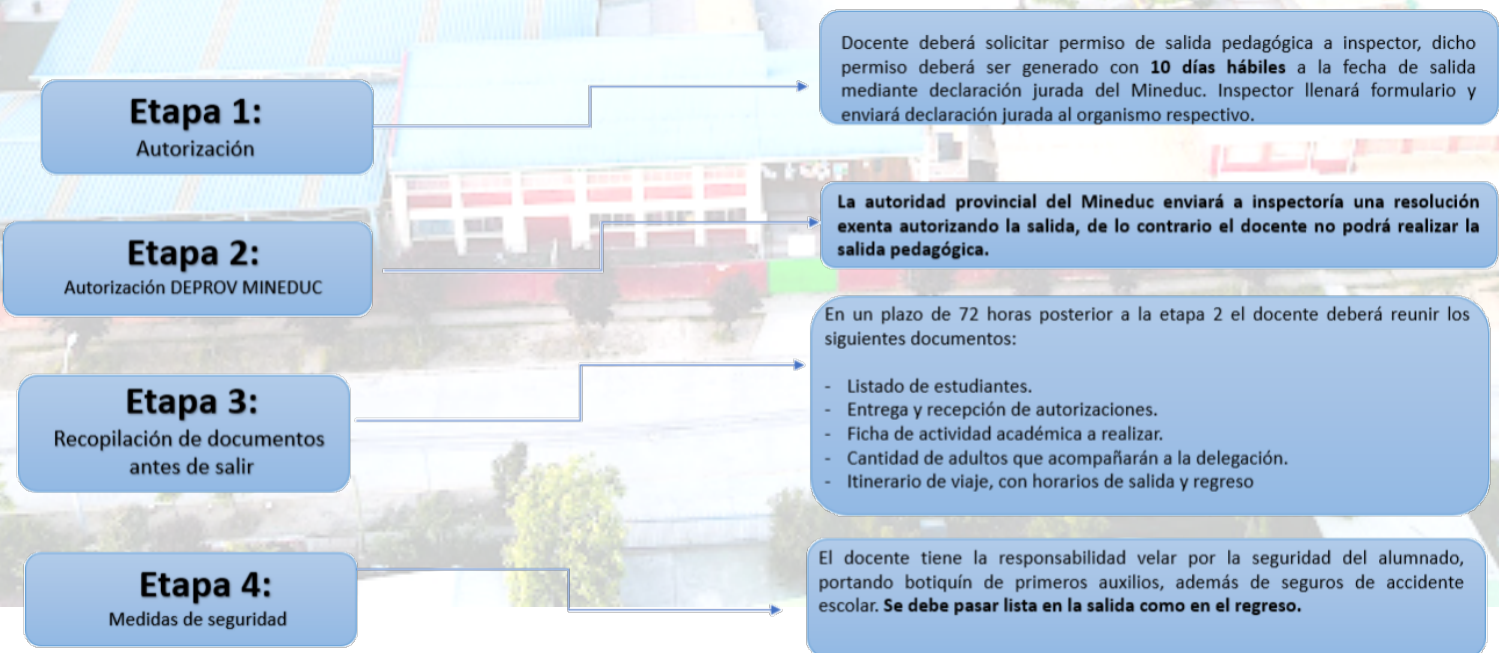 Etapa 1:
Autorización
Docente deberá solicitar permiso de salida pedagógica a inspector, dicho
permiso deberá ser generado con 10 días hábiles a la fecha de salida
mediante declaración jurada del Mineduc. Inspector llenará formulario y
enviará declaración jurada al organismo respectivo.
Etapa 2:
Autorización DEPROV MINEDUC
La autoridad provincial del Mineduc enviará a inspectoría una resolución
exenta autorizando la salida, de lo contrario el docente no podrá realizar la
salida pedagógica.
Etapa 3:
Recopilación de documentos
antes de salir
En un plazo de 72 horas posterior a la etapa 2 el docente deberá reunir los
siguientes documentos:
- Listado de estudiantes.
- Entrega y recepción de autorizaciones.
- Ficha de actividad académica a realizar.
- Cantidad de adultos que acompañarán a la delegación.
- Itinerario de viaje, con horarios de salida y regreso
Etapa 4:
Medidas de seguridad
El docente tiene la responsabilidad velar por la seguridad del alumnado,
portando botiquín de primeros auxilios, además de seguros de accidente
escolar. Se debe pasar lista en la salida como en el regreso.